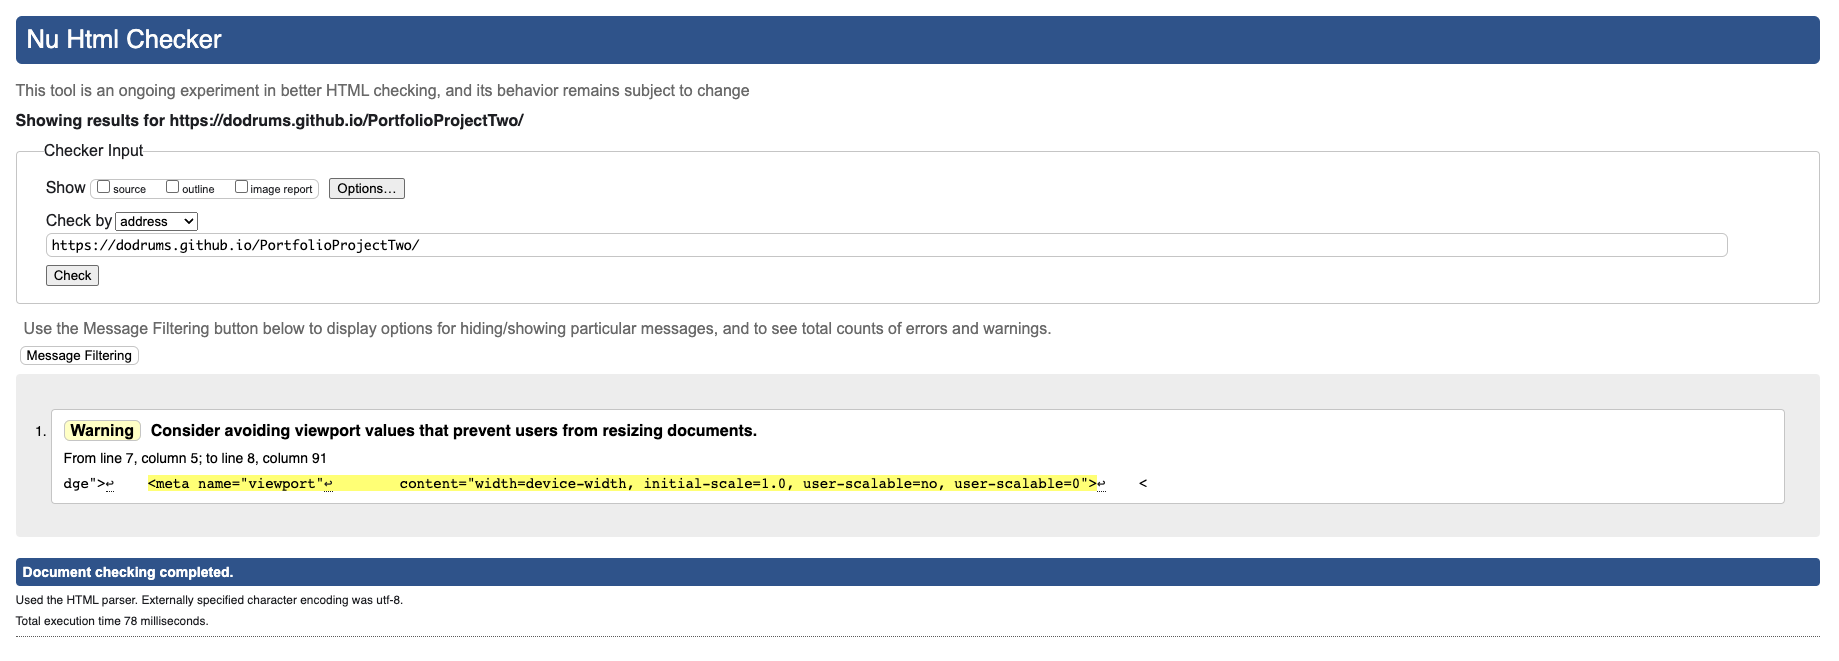 Nu Html Checker
This tool is an ongoing experiment in better HTML checking, and its behavior remains subject to change
Showing results for https://dodrums.github.io/PortfolioProjectTwo/
Checker Input
Show source outline image report Options...
Check by address
https://dodrums.github.io/PortfolioProjectTwo/
Check
Use the Message Filtering button below to display options for hiding/showing particular messages, and to see total counts of errors and warnings.
Message Filtering
1. Warning Consider avoiding viewport values that prevent users from resizing documents.
From line 7, column 5; to line 8, column 91
dge">↩ <meta name="viewport"↩ content="width=device-width, initial-scale=1.0, user-scalable=no, user-scalable=0">↩ <
Document checking completed.
Used the HTML parser. Externally specified character encoding was utf-8.
Total execution time 78 milliseconds.